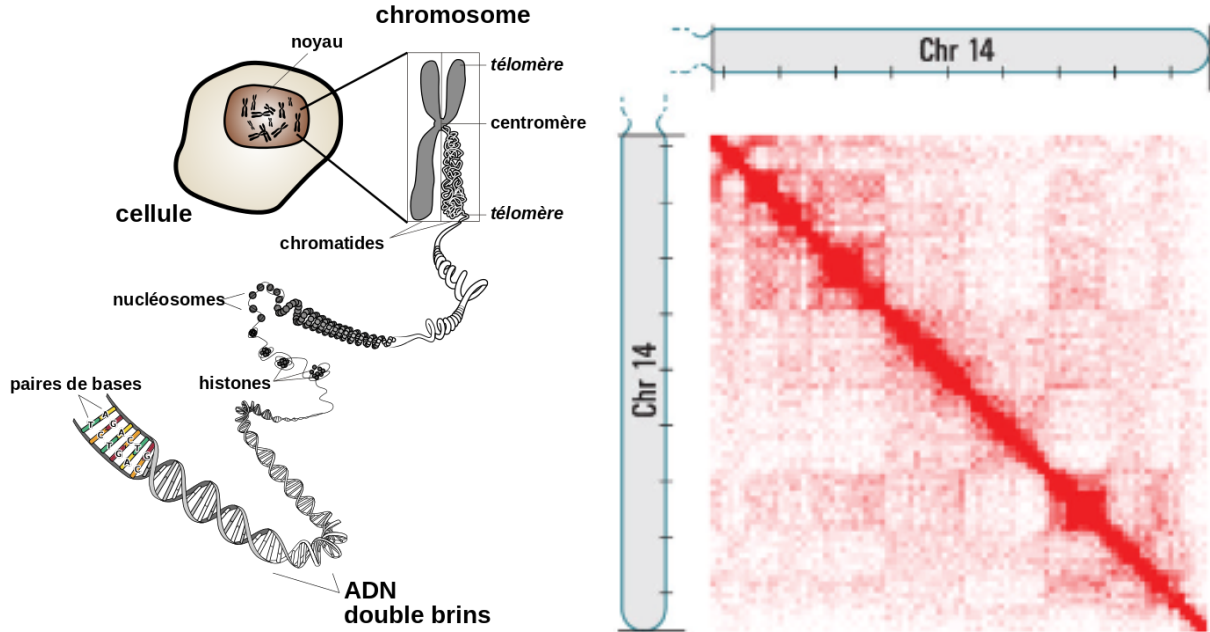 chromosome
noyau
télomère
centromère
télomère
cellule
chromatides
nucléosomes
histones
paires de bases
ADN
double brins
Chr 14
Chr 14